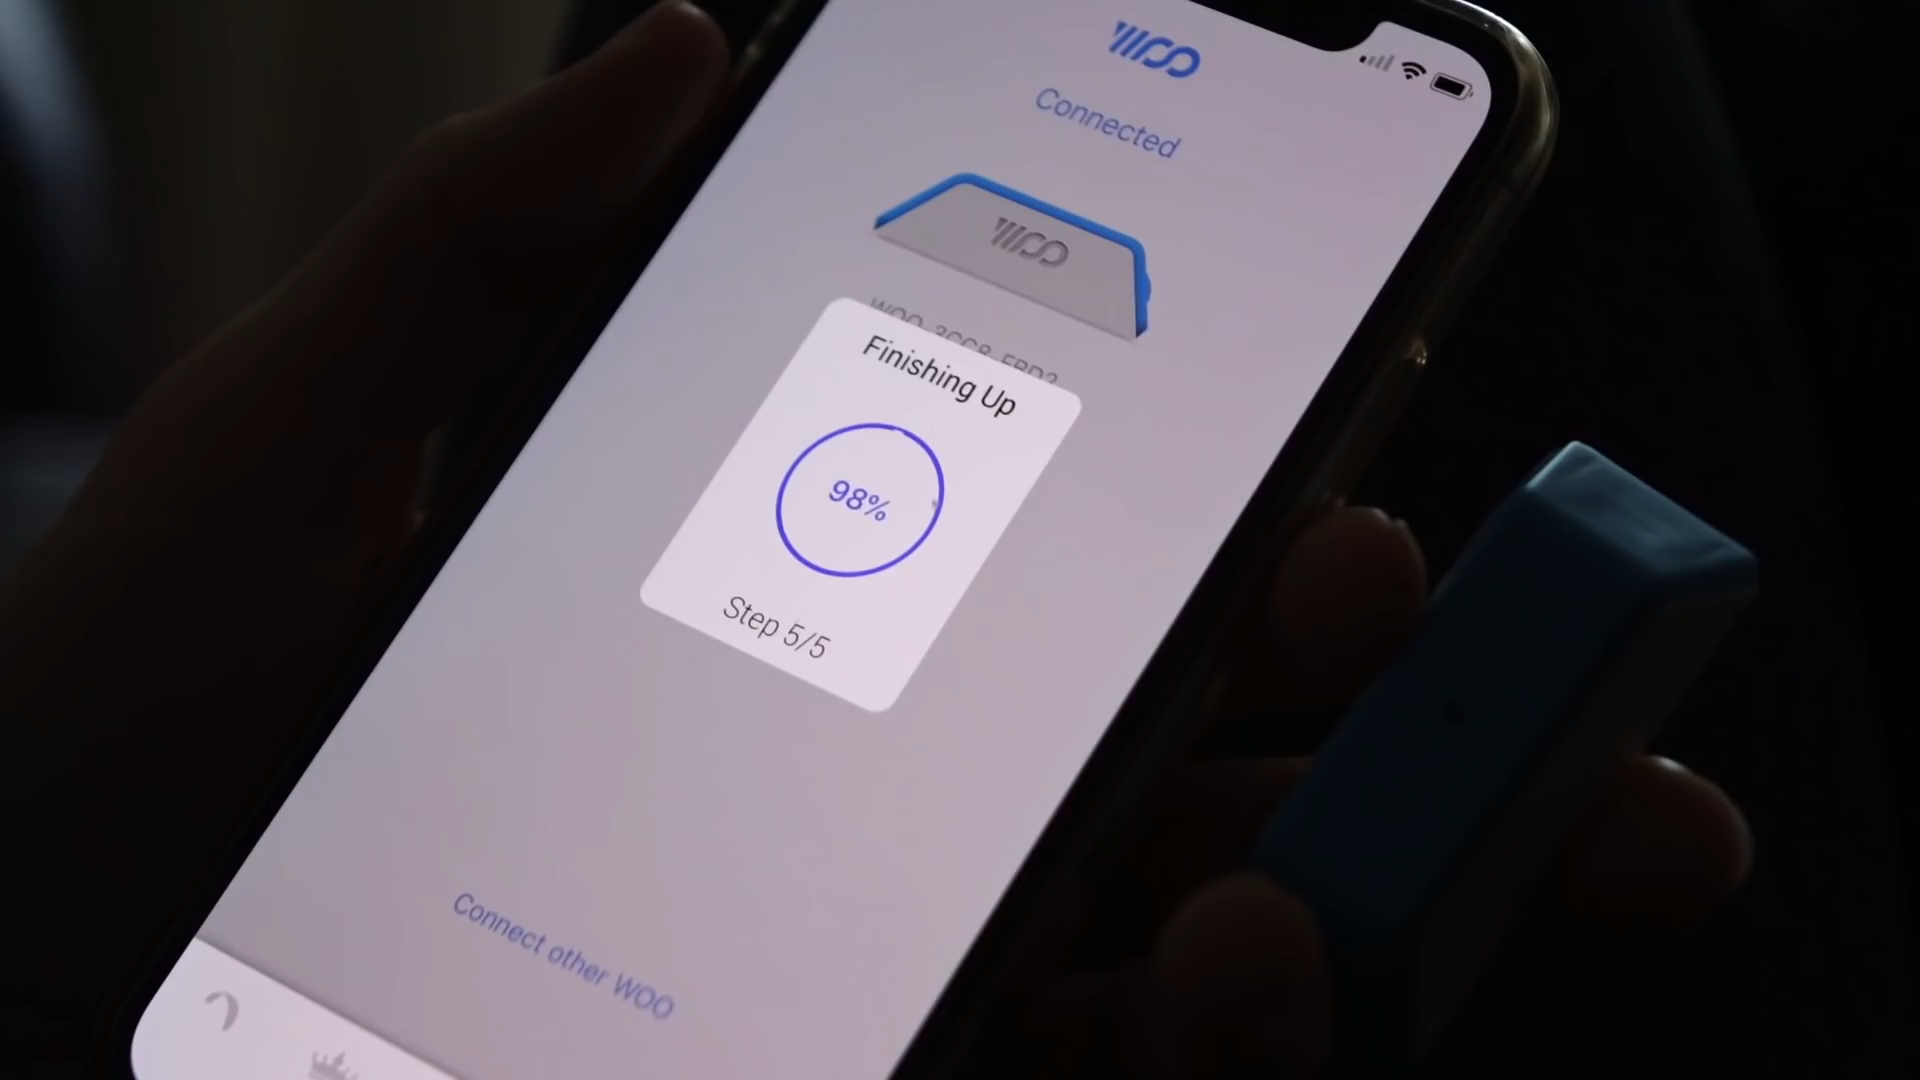 WOO
Connected
WOO
Finishing Up
98%
Step 5/5
Connect other WOO